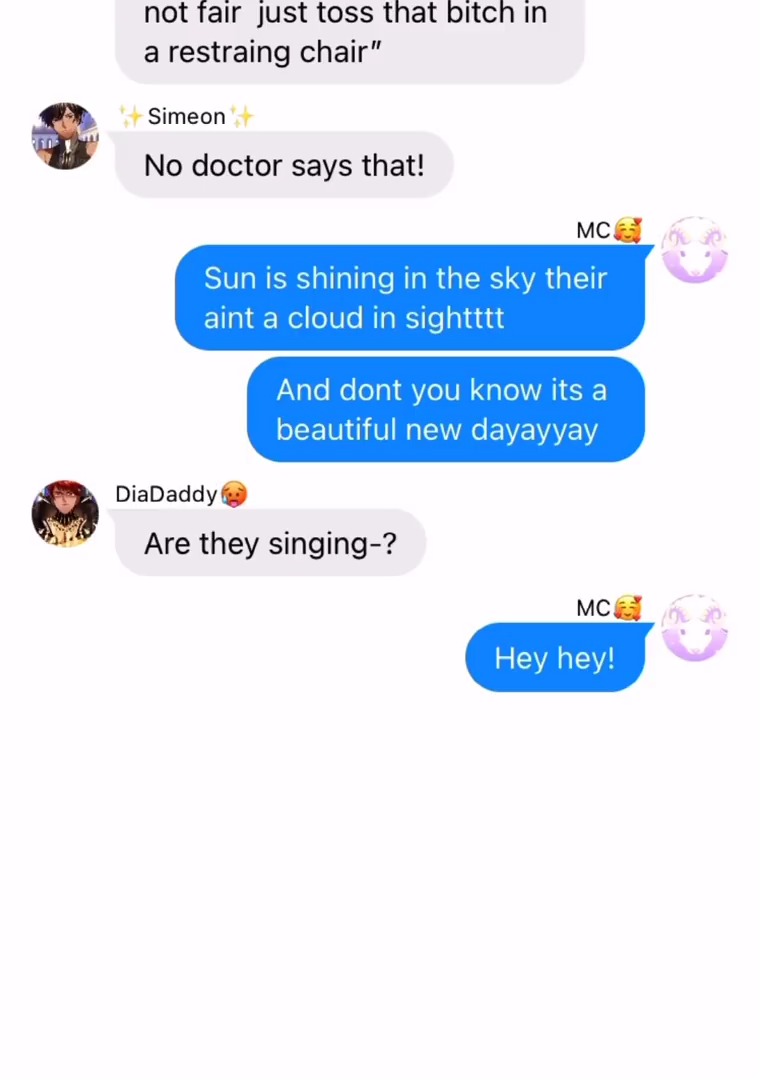 not fair  just toss that bitch in
a restraing chair”
✨Simeon✨
No doctor says that!
MC🥰
Sun is shining in the sky their
aint a cloud in sightttt
And dont you know its a
beautiful new dayayyay
DiaDaddy🥵
Are they singing-?
MC🥰
Hey hey!